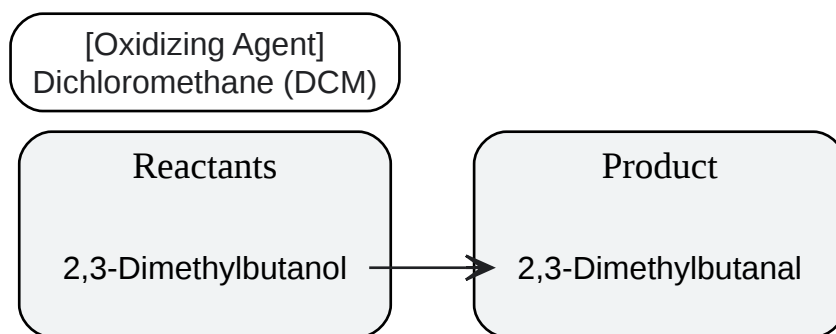 [Oxidizing Agent]
Dichloromethane (DCM)
Reactants
Product
2,3-Dimethylbutanol
2,3-Dimethylbutanal